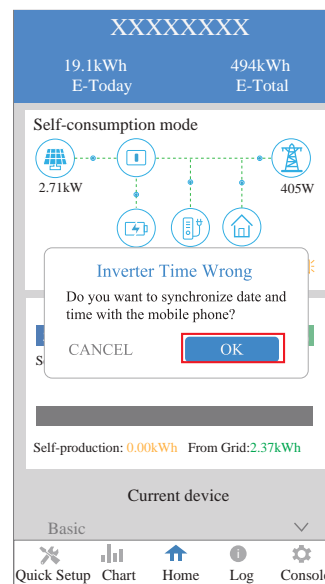 XXXXXXXX
19.1kWh 494kWh
E-Today E-Total
Self-consumption mode
2.71kW 405W
Inverter Time Wrong
Do you want to synchronize date and
time with the mobile phone?
CANCEL OK
Self-production: 0.00kWh From Grid:2.37kWh
Current device
Basic
Quick Setup Chart Home Log Consol